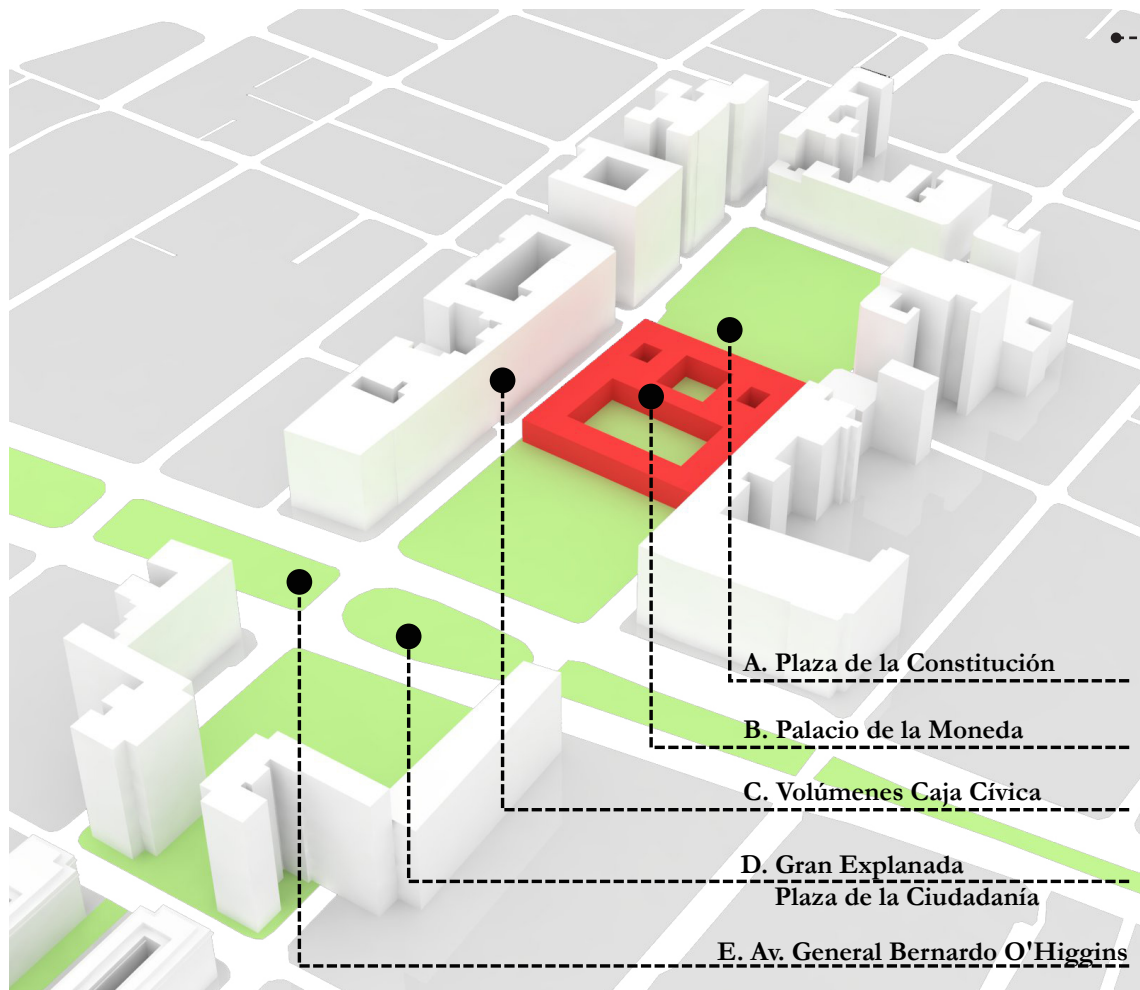 A. Plaza de la Constitución
B. Palacio de la Moneda
C. Volúmenes Caja Cívica
D. Gran Explanada
Plaza de la Ciudadanía
E. Av. General Bernardo O'Higgins